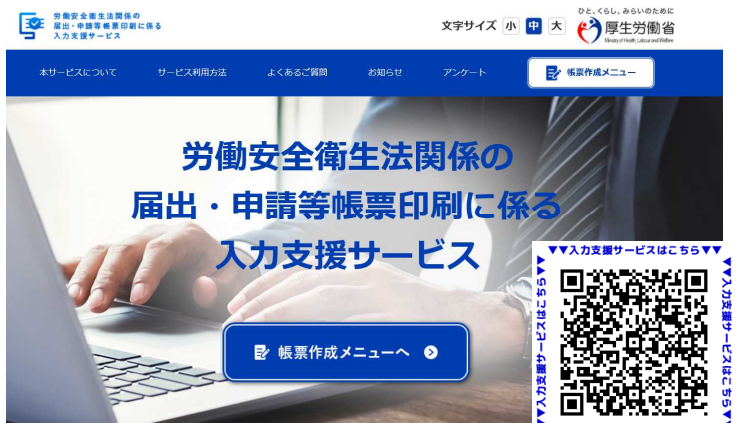 労働安全衛生法関係の
届出・申請等帳票印刷に係る
入力支援サービス
文字サイズ 小 中 大
ひと、くらし、みらいのために
厚生労働省
Ministry of Health, Labour and Welfare
本サービスについて サービス利用方法 よくあるご質問 お知らせ アンケート 帳票作成メニュー
労働安全衛生法関係の
届出・申請等帳票印刷に係る
入力支援サービス
帳票作成メニューへ
▼▼入力支援サービスはこちら▼▼
▼▼入力支援サービスはこちら▼▼
▼▼入力支援サービスはこちら▼▼